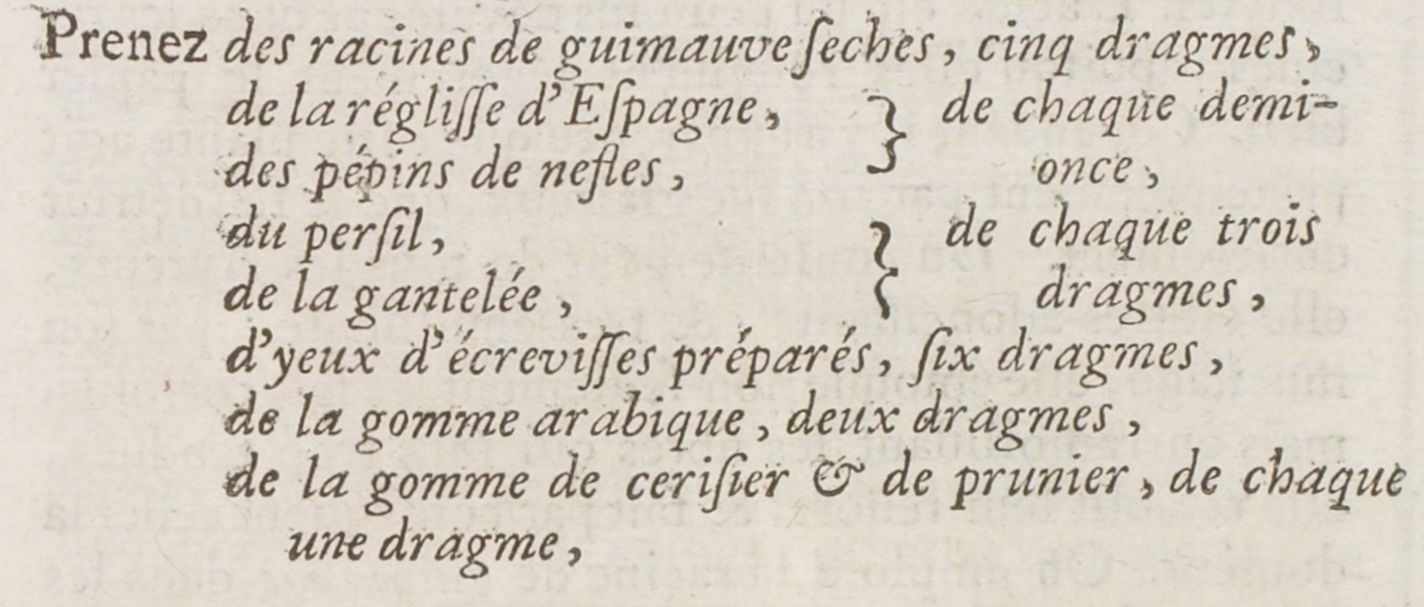 Prenez des racines de guimauve ſeches, cinq dragmes,
de la régliſſe d'Eſpagne, } de chaque demi-
des pépins de neſles, once,
du perſil, } de chaque trois
de la gantelée, dragmes,
d'yeux d'écreviſſes préparés, ſix dragmes,
de la gomme arabique, deux dragmes,
de la gomme de ceriſier & de prunier, de chaque
une dragme,